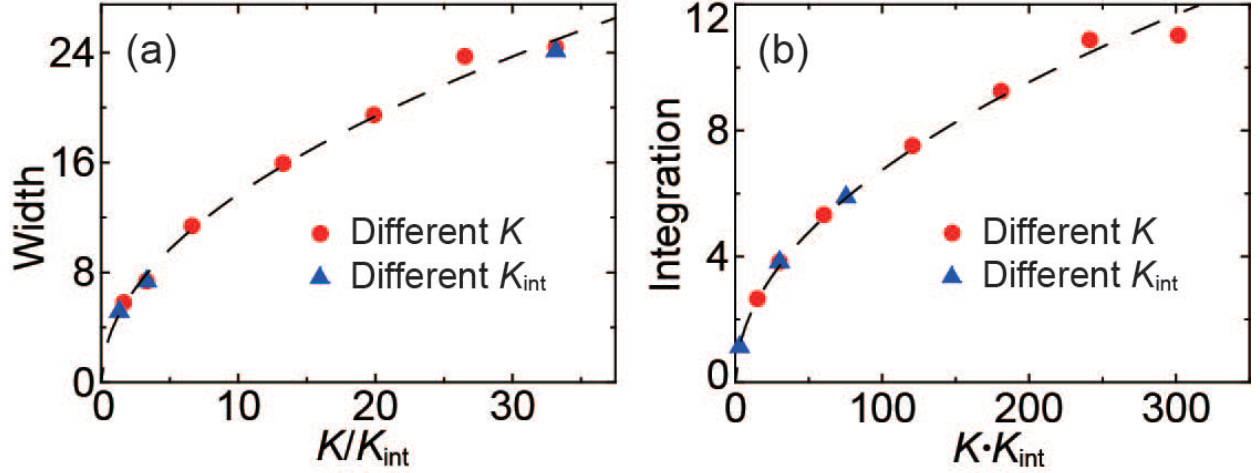 (a)
Width
24
16
8
0
0 10 20 30
K/Kint
Different K
Different Kint
(b)
Integration
12
8
4
0
0 100 200 300
K·Kint
Different K
Different Kint